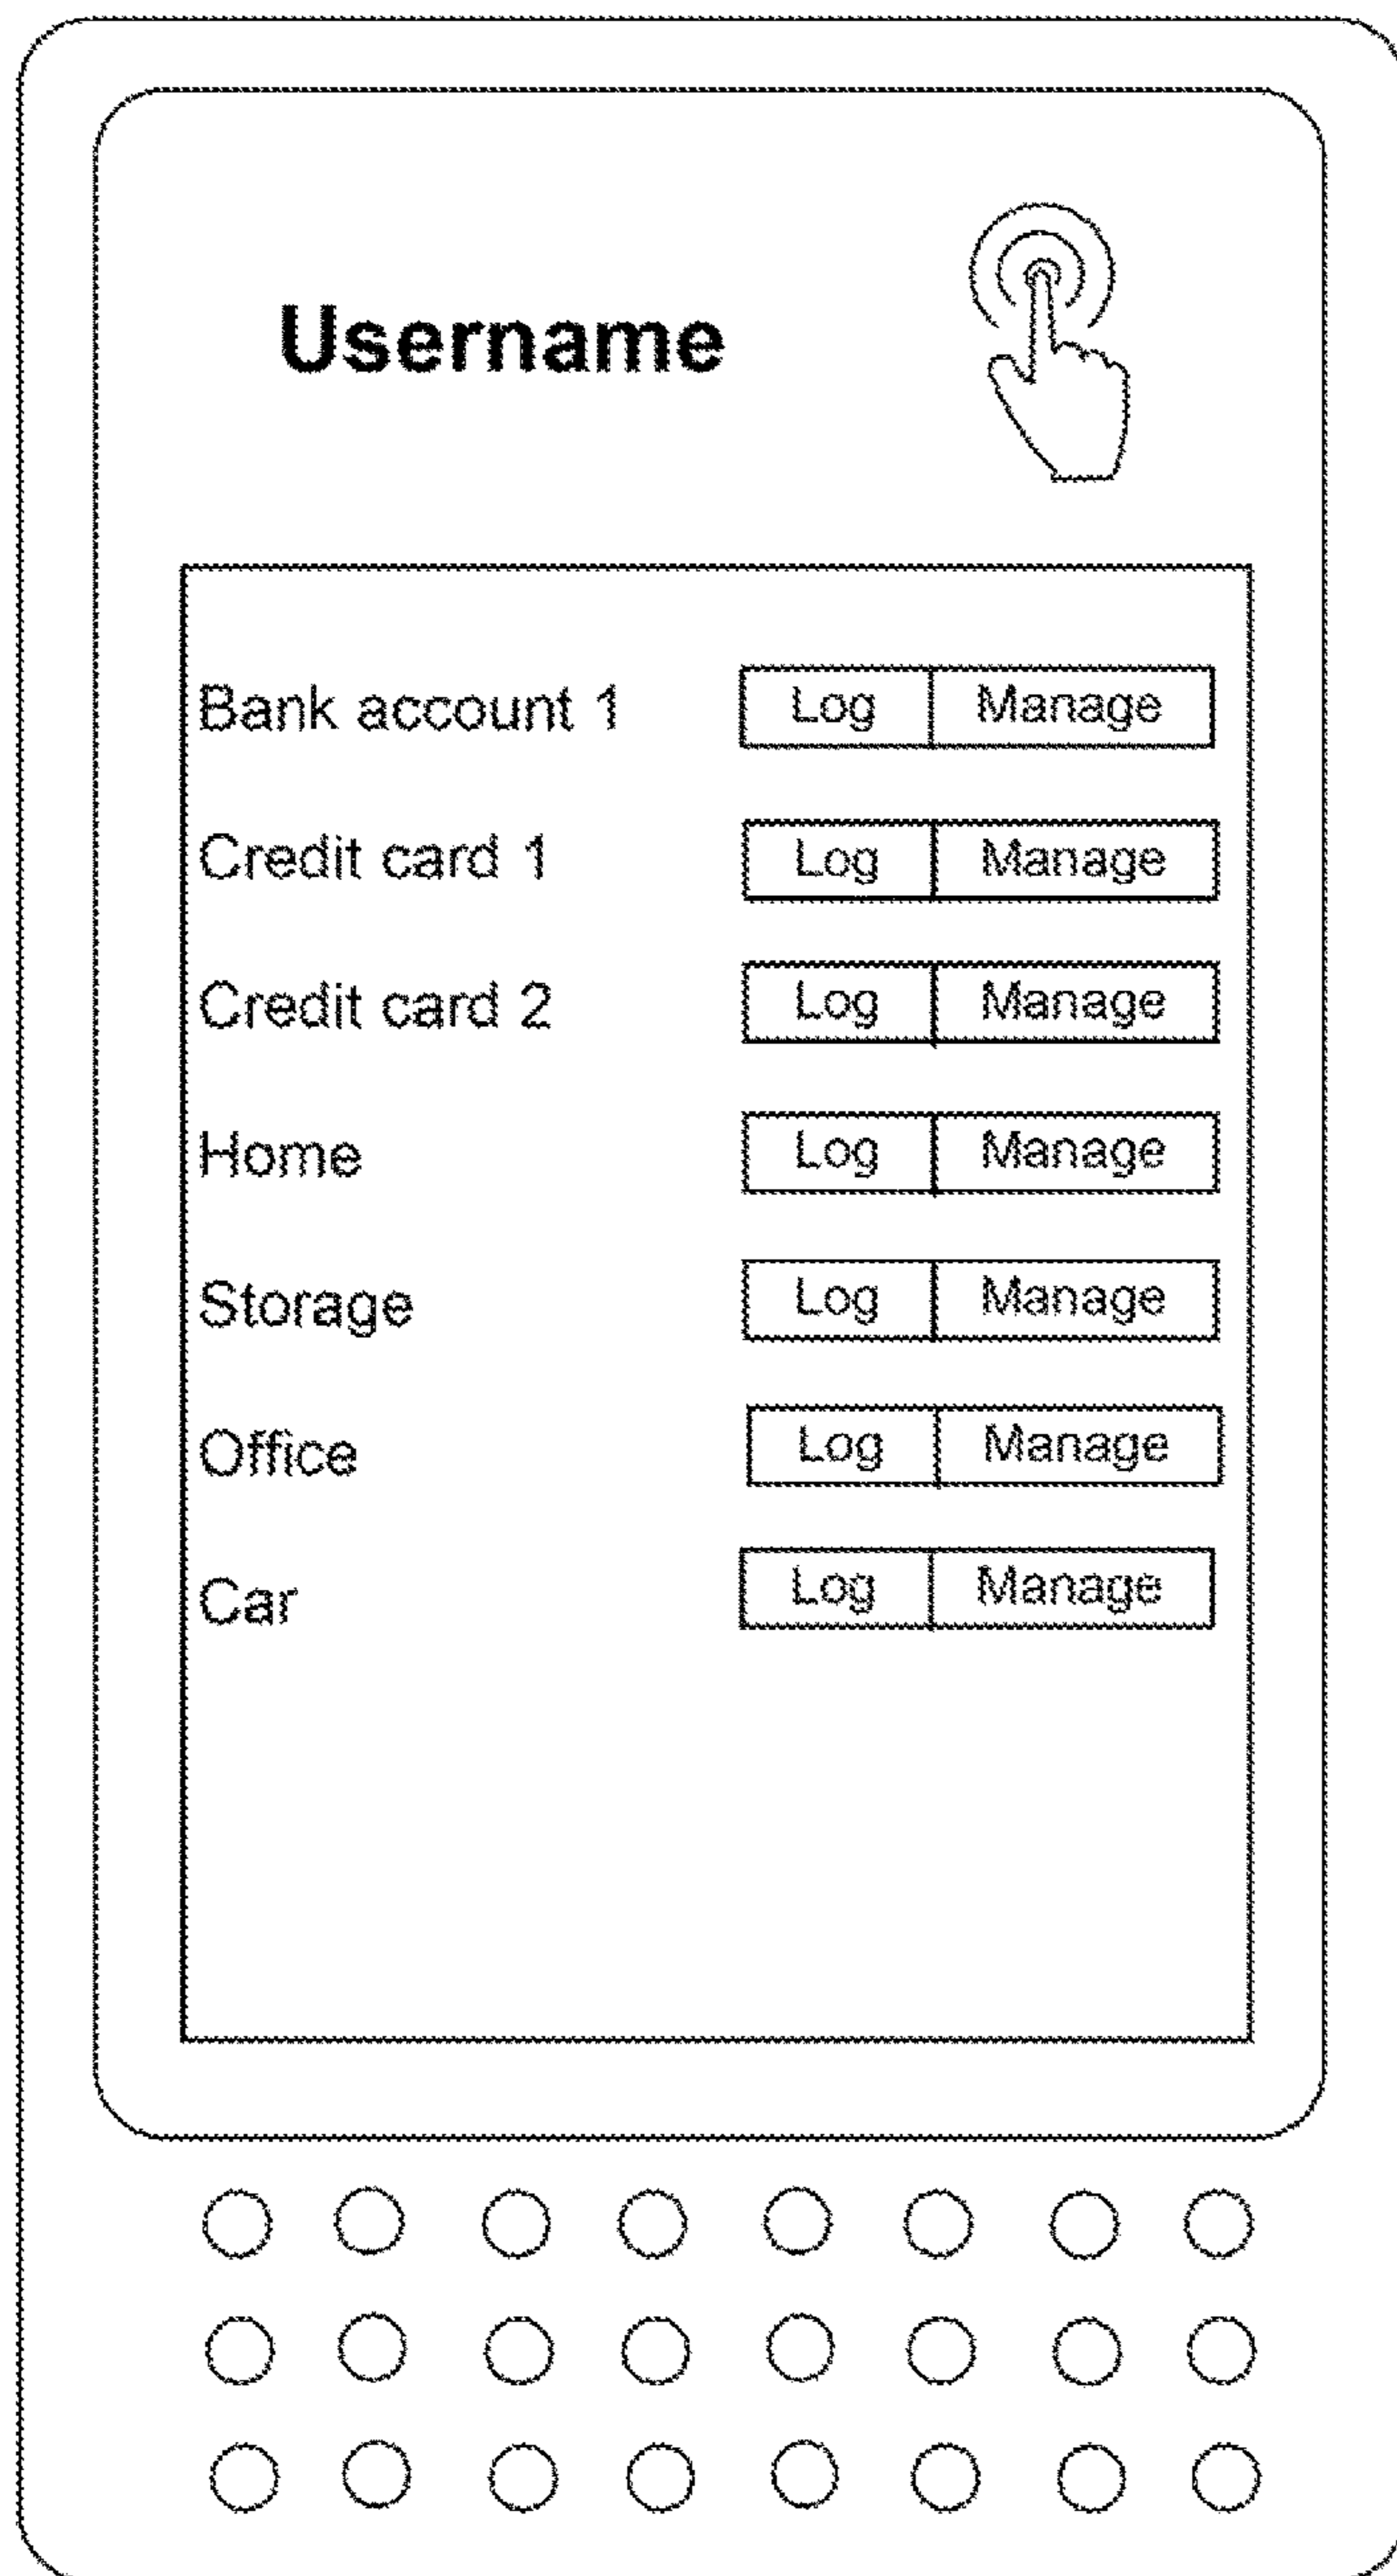 Username
Bank account 1 Log Manage
Credit card 1 Log Manage
Credit card 2 Log Manage
Home Log Manage
Storage Log Manage
Office Log Manage
Car Log Manage